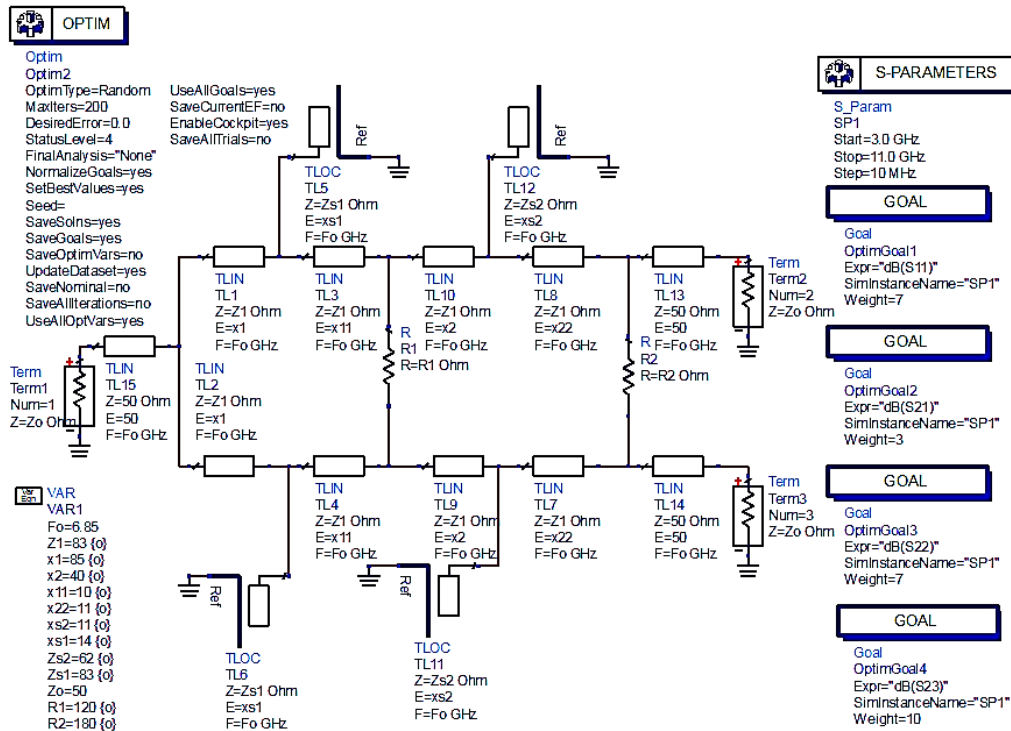 OPTIM
Optim
Optim2
OptimType=Random
MaxIters=200
DesiredError=0.0
StatusLevel=4
FinalAnalysis="None"
NormalizeGoals=yes
SetBestValues=yes
Seed=
SaveSolns=yes
SaveGoals=yes
SaveOptimVars=no
UpdateDataset=yes
SaveNominal=no
SaveAllIterations=no
UseAllOptVars=yes
UseAllGoals=yes
SaveCurrentEF=no
EnableCockpit=yes
SaveAllTrials=no
Ref
TLOC
TL5
Z=Zs1 Ohm
E=xs1
F=Fo GHz
Ref
TLOC
TL12
Z=Zs2 Ohm
E=xs2
F=Fo GHz
S-PARAMETERS
S_Param
SP1
Start=3.0 GHz
Stop=11.0 GHz
Step=10 MHz
GOAL
Goal
OptimGoal1
Expr="dB(S11)"
SimInstanceName="SP1"
Weight=7
GOAL
Goal
OptimGoal2
Expr="dB(S21)"
SimInstanceName="SP1"
Weight=3
GOAL
Goal
OptimGoal3
Expr="dB(S22)"
SimInstanceName="SP1"
Weight=7
GOAL
Goal
OptimGoal4
Expr="dB(S23)"
SimInstanceName="SP1"
Weight=10
TLIN
TL1
Z=Z1 Ohm
E=x1
F=Fo GHz
TLIN
TL3
Z=Z1 Ohm
E=x11
F=Fo GHz
TLIN
TL10
Z=Z1 Ohm
E=x2
F=Fo GHz
TLIN
TL8
Z=Z1 Ohm
E=x22
F=Fo GHz
TLIN
TL13
Z=50 Ohm
E=50
F=Fo GHz
Term
Term2
Num=2
Z=Zo Ohm
R
R1
R=R1 Ohm
R
R2
R=R2 Ohm
Term
Term1
Num=1
Z=Zo Ohm
TLIN
TL15
Z=50 Ohm
E=50
F=Fo GHz
TLIN
TL2
Z=Z1 Ohm
E=x1
F=Fo GHz
TLIN
TL4
Z=Z1 Ohm
E=x11
F=Fo GHz
TLIN
TL9
Z=Z1 Ohm
E=x2
F=Fo GHz
TLIN
TL7
Z=Z1 Ohm
E=x22
F=Fo GHz
TLIN
TL14
Z=50 Ohm
E=50
F=Fo GHz
Term
Term3
Num=3
Z=Zo Ohm
Var
Eqn
VAR
VAR1
Fo=6.85
Z1=83 {o}
x1=85 {o}
x2=40 {o}
x11=10 {o}
x22=11 {o}
xs2=11 {o}
xs1=14 {o}
Zs2=62 {o}
Zs1=83 {o}
Zo=50
R1=120 {o}
R2=180 {o}
Ref
TLOC
TL6
Z=Zs1 Ohm
E=xs1
F=Fo GHz
Ref
TLOC
TL11
Z=Zs2 Ohm
E=xs2
F=Fo GHz